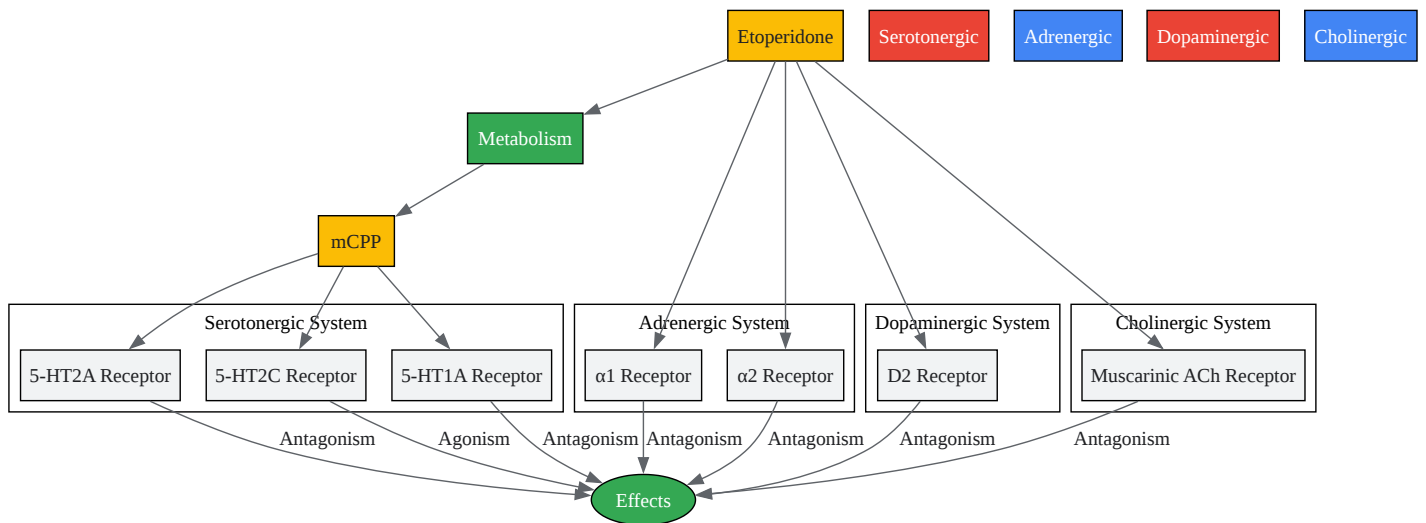 Etoperidone
Serotonergic
Adrenergic
Dopaminergic
Cholinergic
Metabolism
mCPP
Serotonergic System
Adrenergic System
Dopaminergic System
Cholinergic System
5-HT2A Receptor
5-HT2C Receptor
5-HT1A Receptor
α1 Receptor
α2 Receptor
D2 Receptor
Muscarinic ACh Receptor
Antagonism
Agonism
Antagonism
Antagonism
Antagonism
Antagonism
Antagonism
Effects